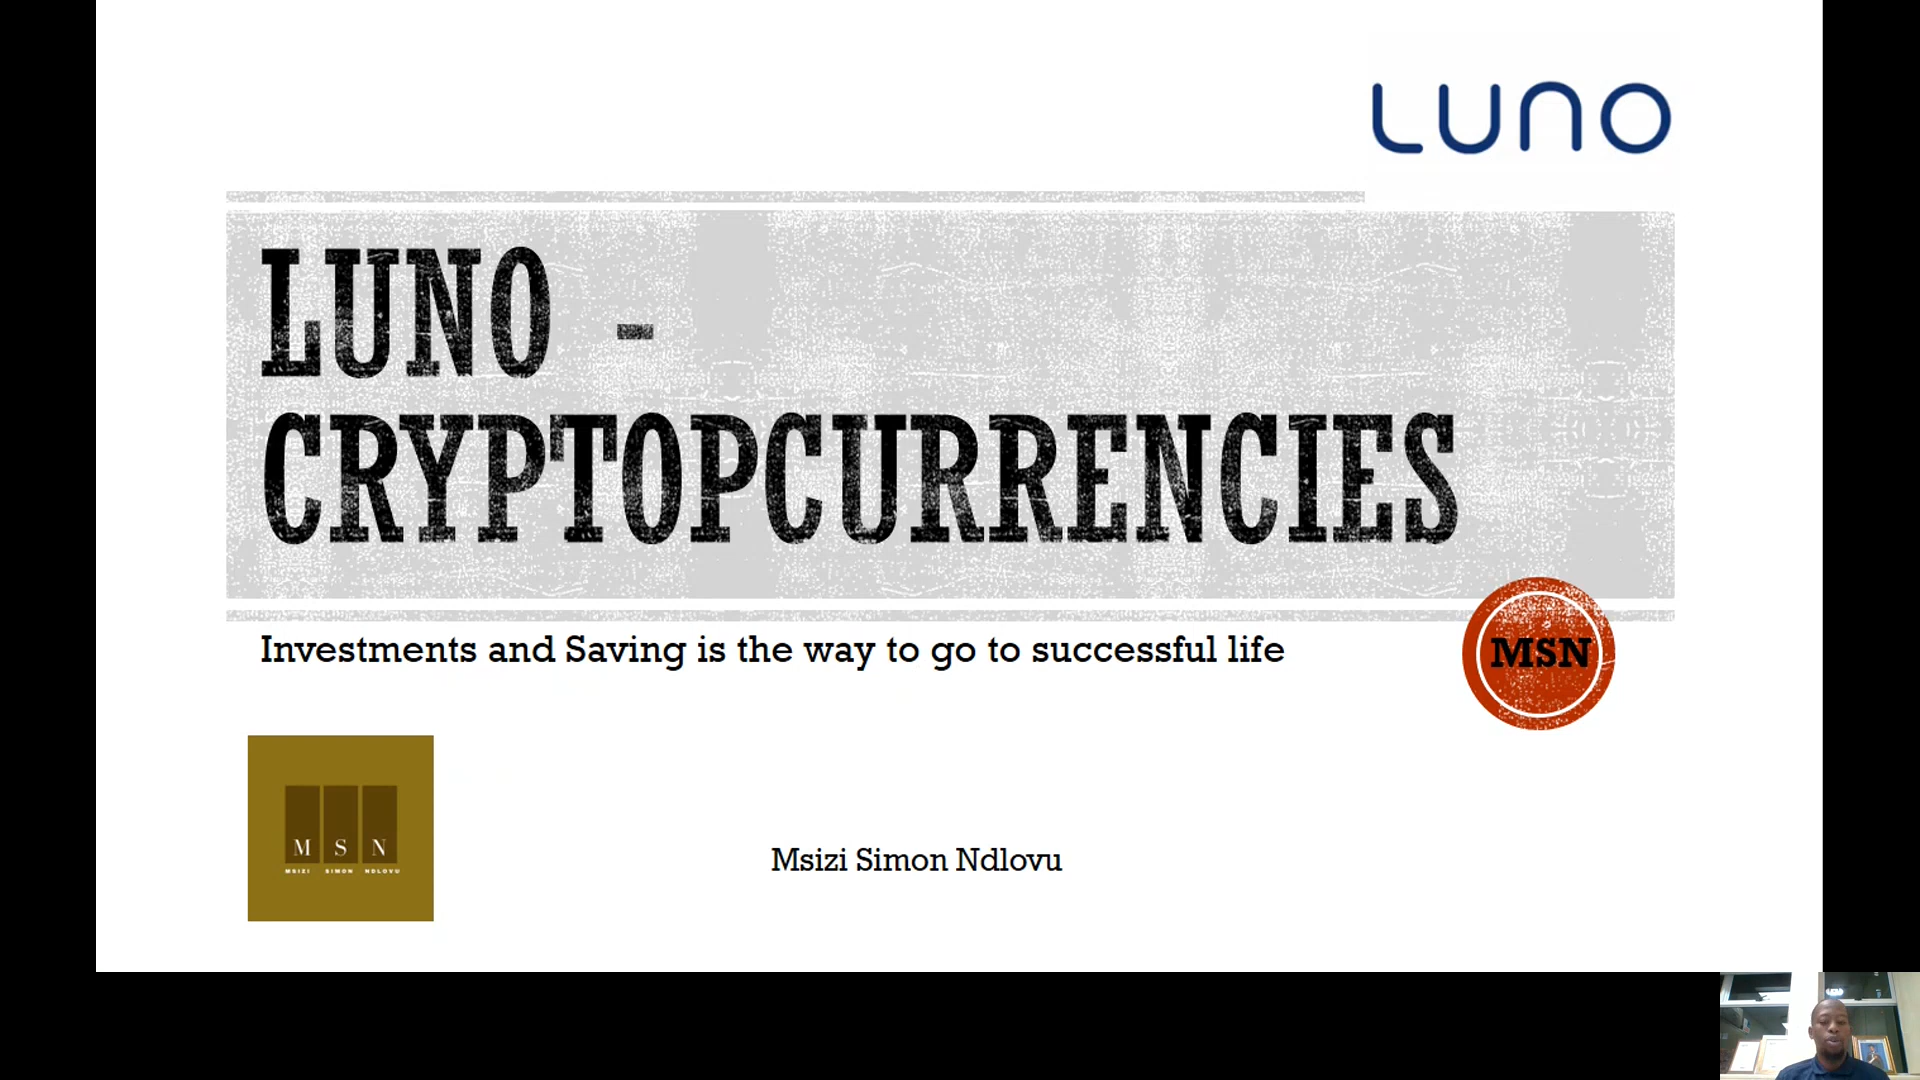 LUNO
LUNO -
CRYPTOPCURRENCIES
Investments and Saving is the way to go to successful life
MSN
M S N
MSIZI SIMON NDLOVU
Msizi Simon Ndlovu